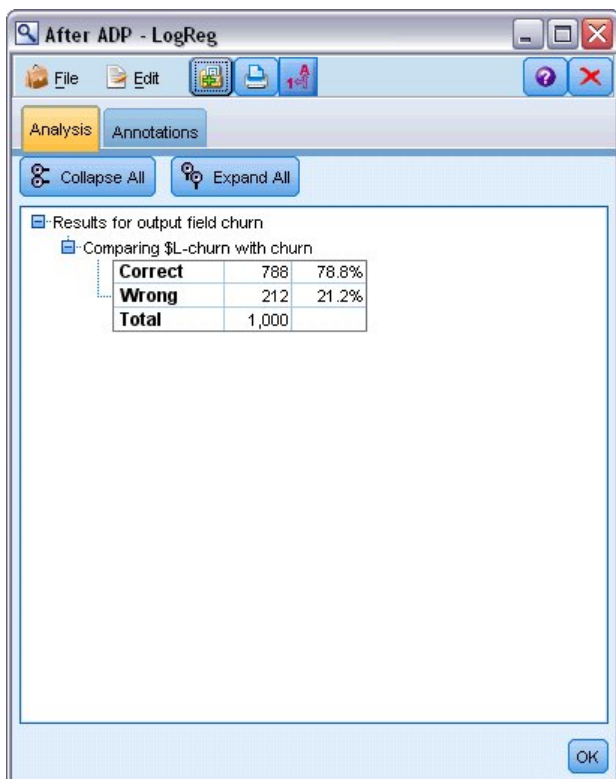 After ADP - LogReg
File Edit
Analysis Annotations
Collapse All Expand All
Results for output field churn
Comparing $L-churn with churn
Correct 788 78.8%
Wrong 212 21.2%
Total 1,000
OK